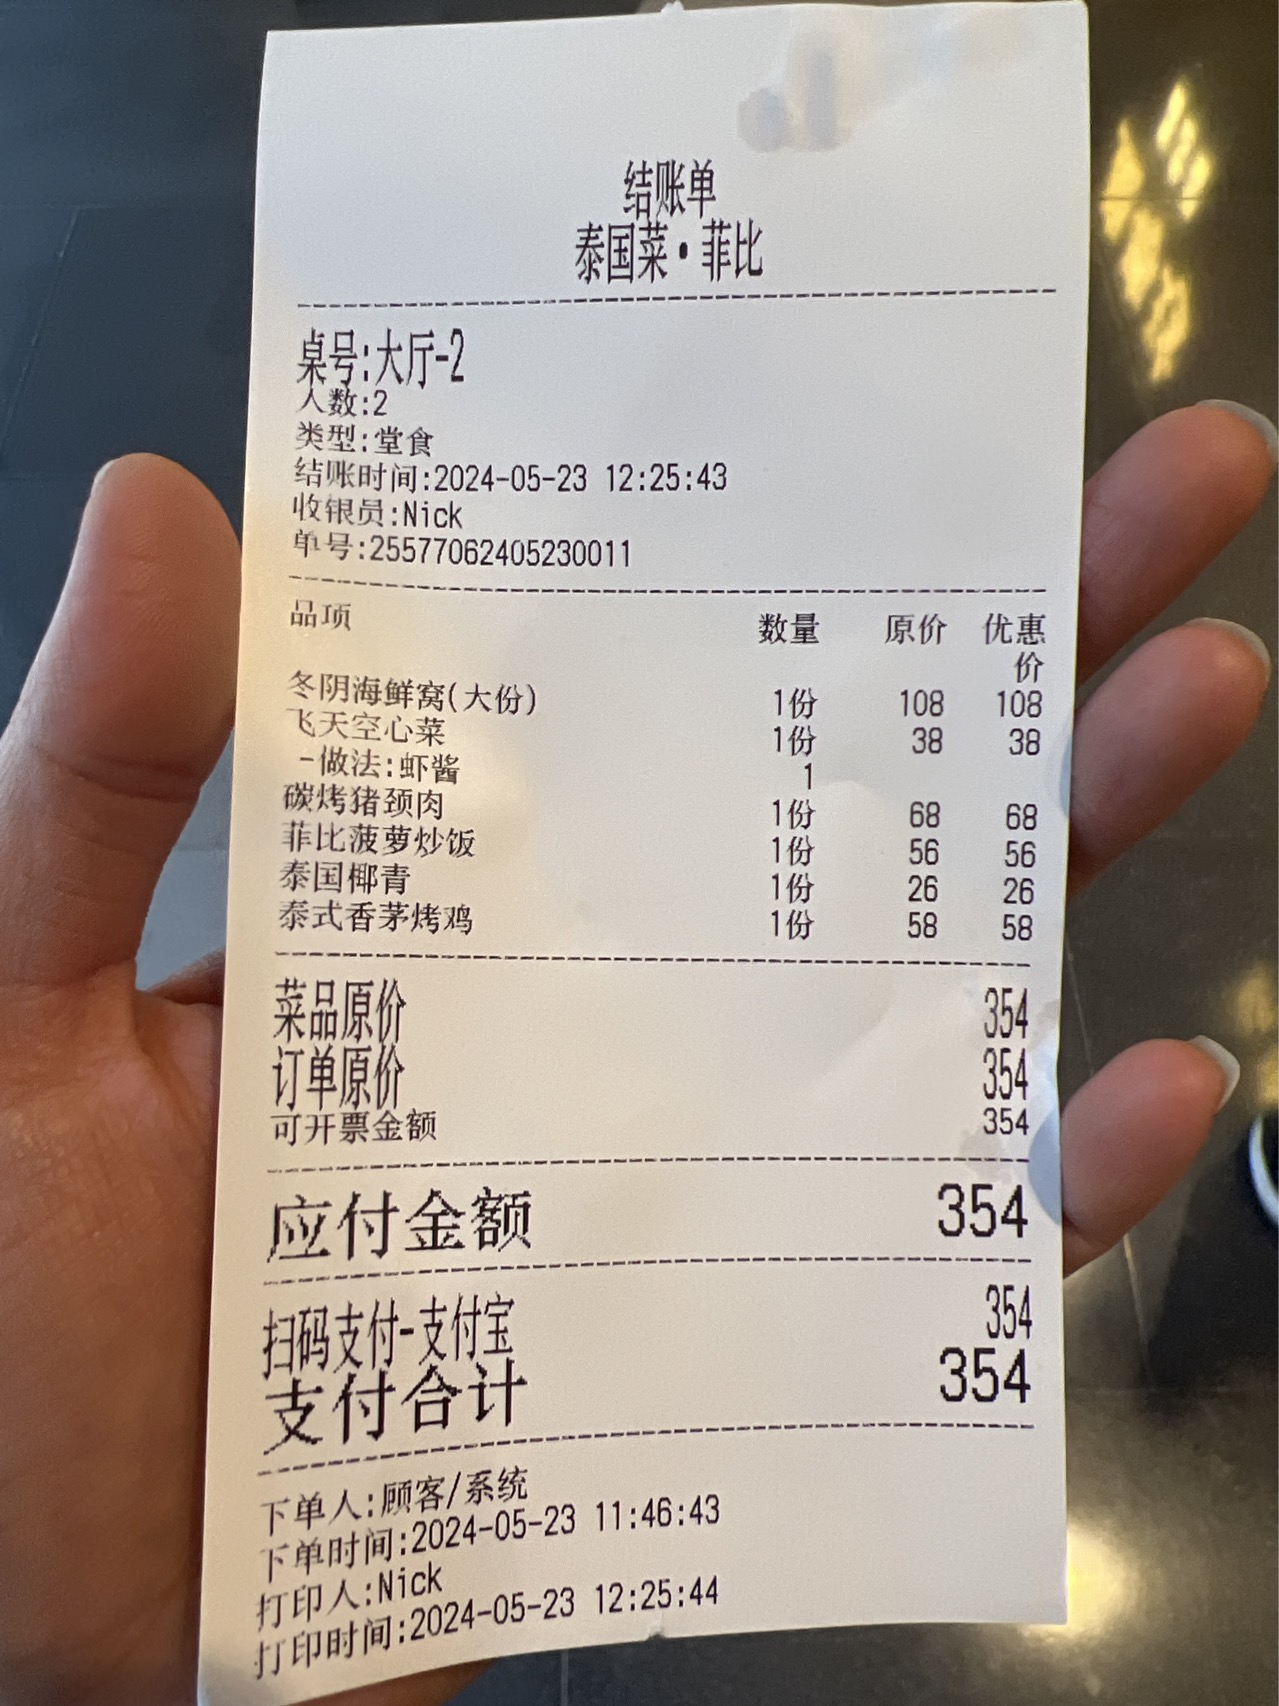 结账单
泰国菜·菲比
桌号:大厅-2
人数:2
类型:堂食
结账时间:2024-05-23 12:25:43
收银员:Nick
单号:25577062405230011
品项 数量 原价 优惠价
冬阴海鲜窝(大份) 1份 108 108
飞天空心菜 1份 38 38
-做法:虾酱 1
碳烤猪颈肉 1份 68 68
菲比菠萝炒饭 1份 56 56
泰国椰青 1份 26 26
泰式香茅烤鸡 1份 58 58
菜品原价 354
订单原价 354
可开票金额 354
应付金额 354
扫码支付-支付宝 354
支付合计 354
下单人:顾客/系统
下单时间:2024-05-23 11:46:43
打印人:Nick
打印时间:2024-05-23 12:25:44